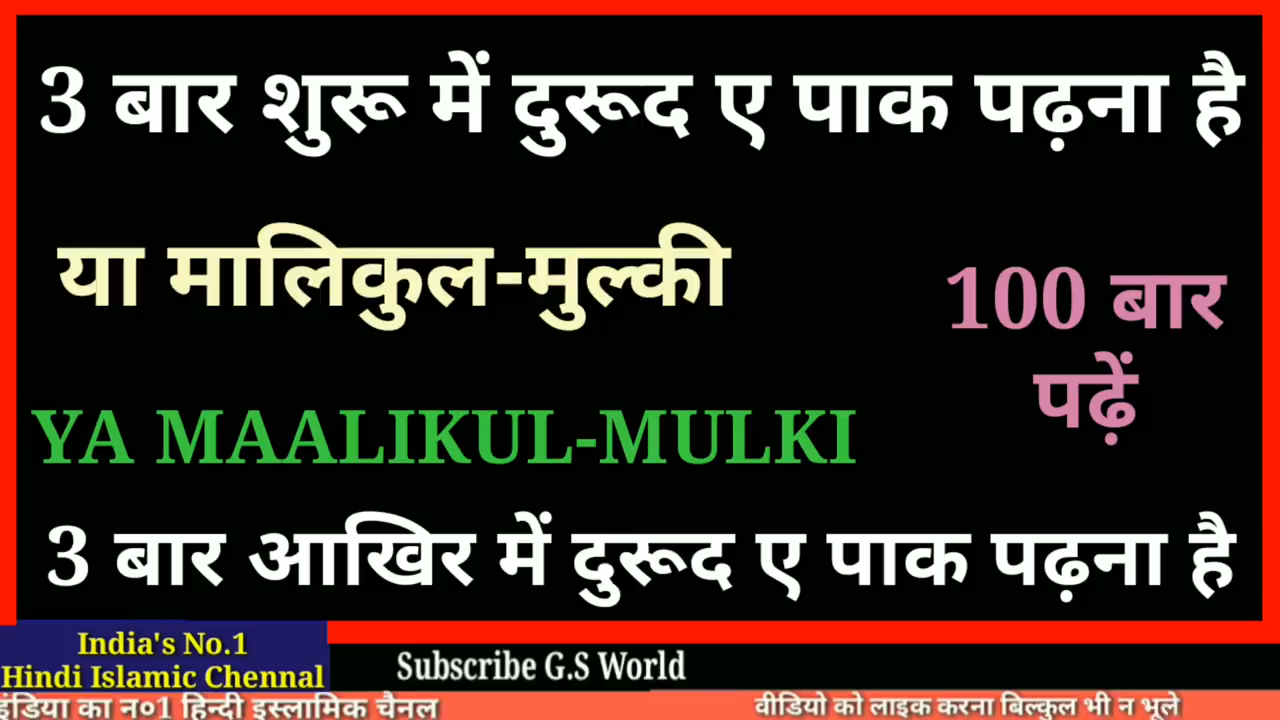 3 बार शुरू में दुरूद ए पाक पढ़ना है
या मालिकुल-मुल्की
100 बार
पढ़ें
YA MAALIKUL-MULKI
3 बार आखिर में दुरूद ए पाक पढ़ना है
India's No.1
Hindi Islamic Chennal
Subscribe G.S World
इंडिया का न०1 हिन्दी इस्लामिक चैनल
वीडियो को लाइक करना बिल्कुल भी न भूले